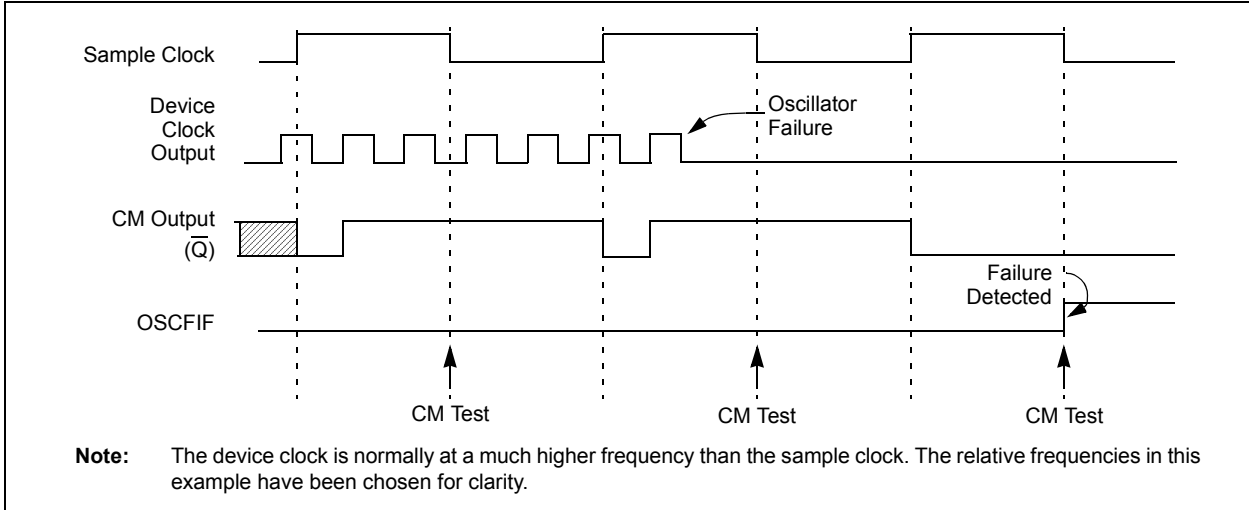 Sample Clock
Device
Clock
Output
Oscillator
Failure
CM Output
(Q̅)
Failure
Detected
OSCFIF
CM Test
CM Test
CM Test
Note: The device clock is normally at a much higher frequency than the sample clock. The relative frequencies in this
example have been chosen for clarity.